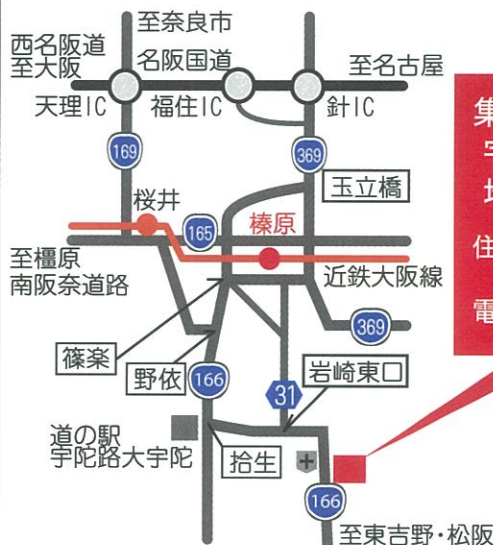 至奈良市
西名阪道
至大阪
名阪国道
至名古屋
天理IC
福住IC
針IC
169
369
玉立橋
桜井
165
榛原
至橿原
南阪奈道路
近鉄大阪線
369
篠楽
野依
166
31
岩崎東口
道の駅
宇陀路大宇陀
拾生
166
至東吉野・松阪
集
住
電